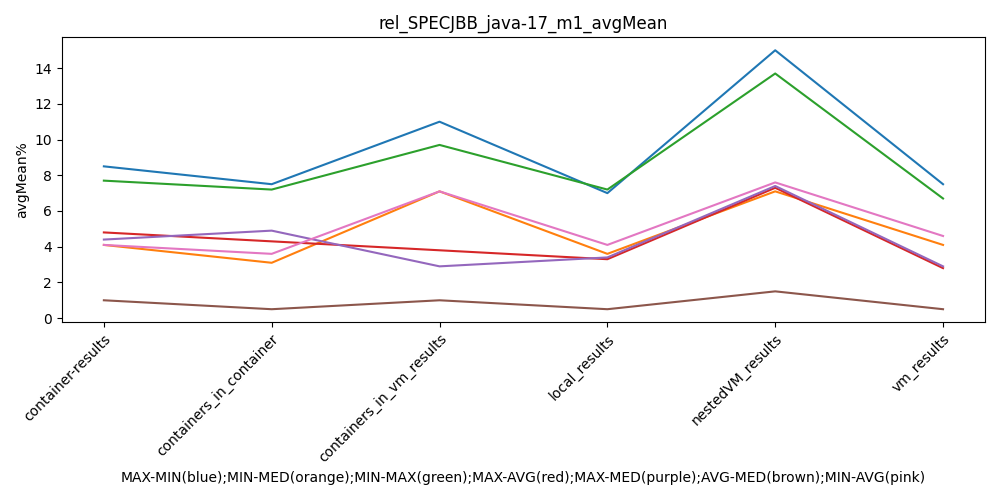 rel_SPECJBB_java-17_m1_avgMean
avgMean%
14
12
10
8
6
4
2
0
container-results
containers_in_container
containers_in_vm_results
local_results
nestedVM_results
vm_results
MAX-MIN(blue);MIN-MED(orange);MIN-MAX(green);MAX-AVG(red);MAX-MED(purple);AVG-MED(brown);MIN-AVG(pink)